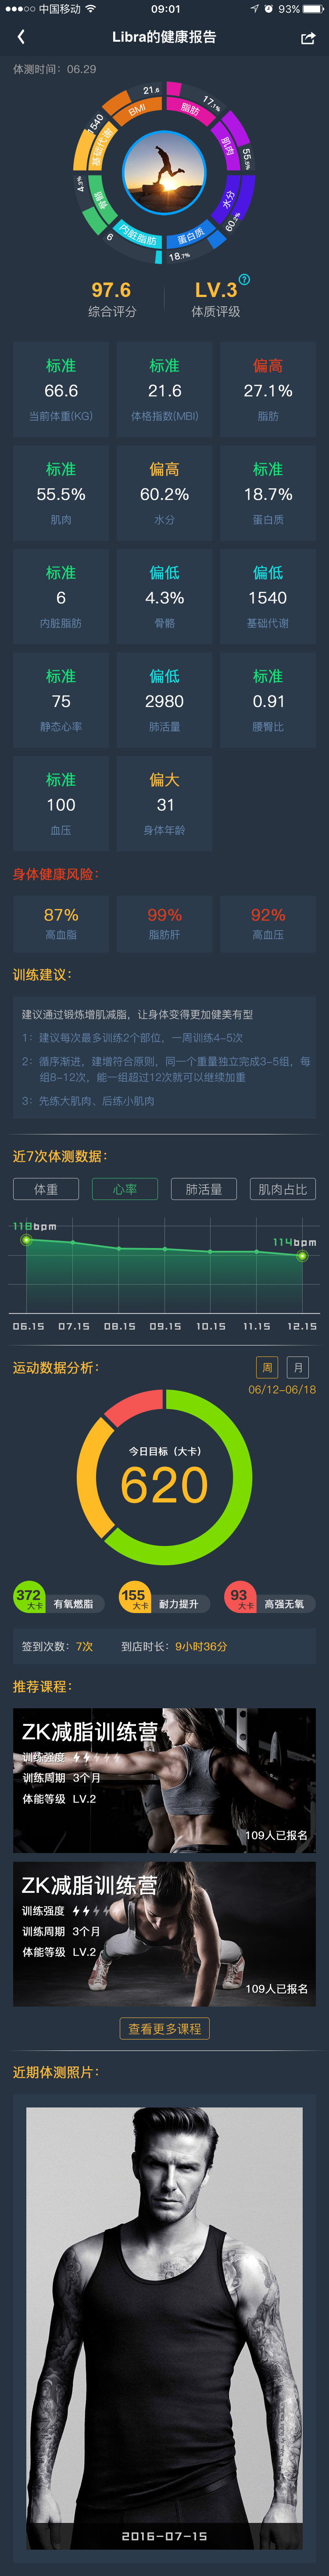 中国移动
09:01
93%
Libra的健康报告
体测时间：06.29
21.6
BMI
17.1%
脂肪
肌肉
55.5%
水分
60.2%
蛋白质
18.7%
内脏脂肪
6
骨骼
4.3%
基础代谢
1540
97.6
综合评分
LV.3
?
体质评级
标准 标准 偏高
66.6 21.6 27.1%
当前体重(KG) 体格指数(MBI) 脂肪
标准 偏高 标准
55.5% 60.2% 18.7%
肌肉 水分 蛋白质
标准 偏低 偏低
6 4.3% 1540
内脏脂肪 骨骼 基础代谢
标准 偏低 标准
75 2980 0.91
静态心率 肺活量 腰臀比
标准 偏大
100 31
血压 身体年龄
身体健康风险：
87% 99% 92%
高血脂 脂肪肝 高血压
训练建议：
建议通过锻炼增肌减脂，让身体变得更加健美有型
1：建议每次最多训练2个部位，一周训练4-5次
2：循序渐进，建增符合原则，同一个重量独立完成3-5组，每
组8-12次，能一组超过12次就可以继续加重
3：先练大肌肉、后练小肌肉
近7次体测数据：
体重 心率 肺活量 肌肉占比
118bpm
114bpm
06.15 07.15 08.15 09.15 10.15 11.15 12.15
运动数据分析：
周 月
06/12-06/18
今日目标（大卡）
620
372
大卡
有氧燃脂
155
大卡
耐力提升
93
大卡
高强无氧
签到次数：7次 到店时长：9小时36分
推荐课程：
ZK减脂训练营
训练强度
训练周期 3个月
体能等级 LV.2
109人已报名
ZK减脂训练营
训练强度
训练周期 3个月
体能等级 LV.2
109人已报名
查看更多课程
近期体测照片：
2016-07-15